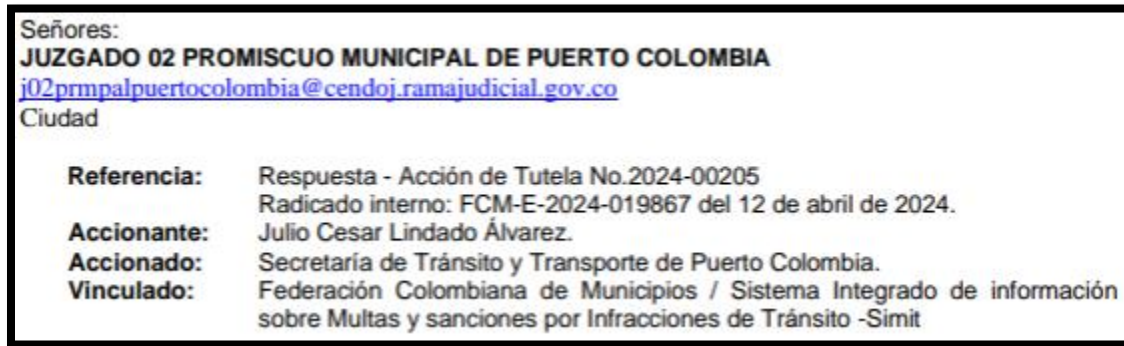 Señores:
JUZGADO 02 PROMISCUO MUNICIPAL DE PUERTO COLOMBIA
j02prmpalpuertocolombia@cendoj.ramajudicial.gov.co
Ciudad
Referencia: Respuesta - Acción de Tutela No.2024-00205
Radicado interno: FCM-E-2024-019867 del 12 de abril de 2024.
Accionante: Julio Cesar Lindado Álvarez.
Accionado: Secretaría de Tránsito y Transporte de Puerto Colombia.
Vinculado: Federación Colombiana de Municipios / Sistema Integrado de información
sobre Multas y sanciones por Infracciones de Tránsito -Simit